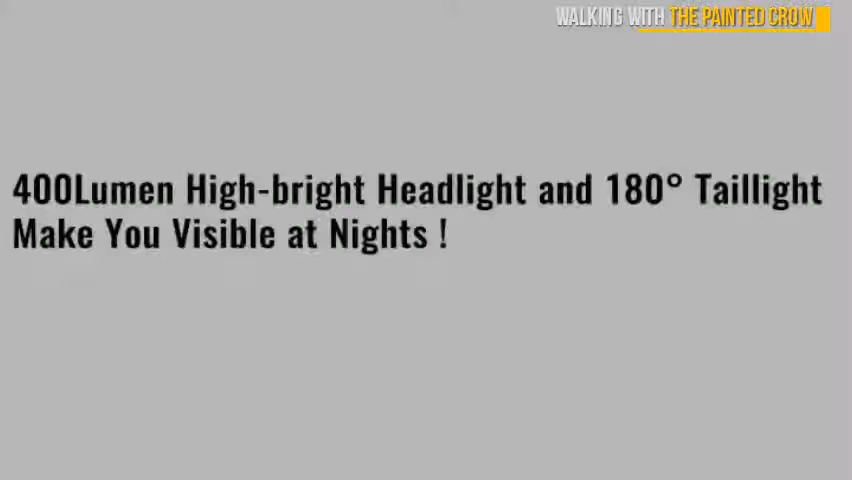 WALKING WITH THE PAINTED CROW
400Lumen High-bright Headlight and 180° Taillight
Make You Visible at Nights !